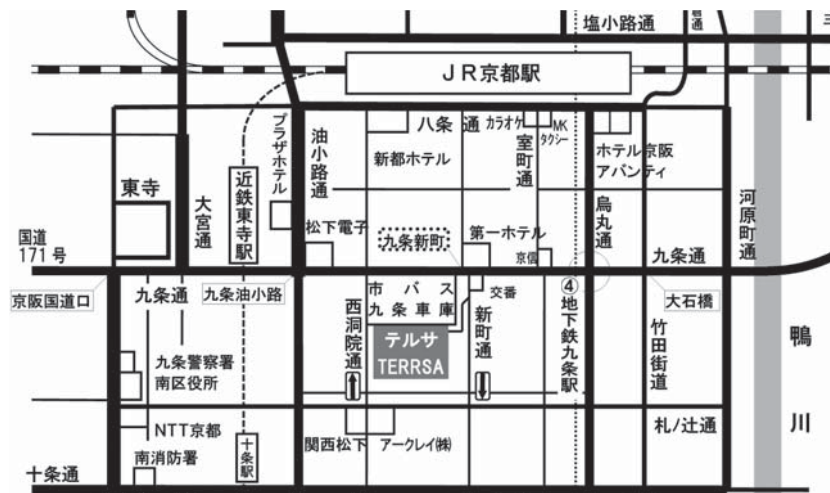 塩小路通
JR京都駅
プラザホテル
油小路通
八条通
カラオケ
室町通
MK
タクシー
新都ホテル
ホテル京阪
アバンティ
烏丸通
河原町通
東寺
大宮通
近鉄東寺駅
松下電子
九条新町
第一ホテル
京信
九条通
国道
171号
京阪国道口
九条通
九条油小路
市バス
九条車庫
交番
④地下鉄九条駅
大石橋
西洞院通
テルサ
TERRSA
新町通
竹田街道
鴨川
九条警察署
南区役所
NTT京都
南消防署
十条駅
関西松下
アークレイ㈱
札ノ辻通
十条通